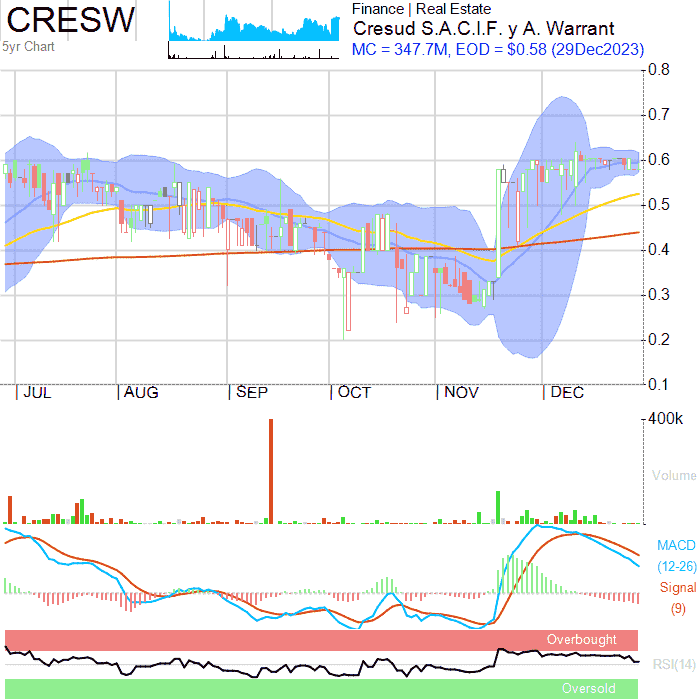 CRESW
5yr Chart
Finance | Real Estate
Cresud S.A.C.I.F. y A. Warrant
MC = 347.7M, EOD = $0.58 (29Dec2023)
0.8
0.7
0.6
0.5
0.4
0.3
0.2
0.1
JUL
AUG
SEP
OCT
NOV
DEC
400k
Volume
MACD
(12-26)
Signal
(9)
Overbought
RSI(14)
Oversold